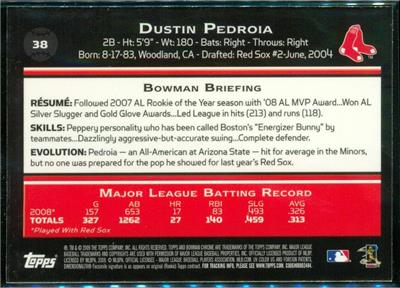 38
DUSTIN PEDROIA
2B - Ht: 5'9" - Wt: 180 - Bats: Right - Throws: Right
Born: 8-17-83, Woodland, CA - Drafted: Red Sox #2-June, 2004
BOWMAN BRIEFING
RÉSUMÉ: Followed 2007 AL Rookie of the Year season with '08 AL MVP Award...Won AL
Silver Slugger and Gold Glove Awards...Led League in hits (213) and runs (118).
SKILLS: Peppery personality who has been called Boston's "Energizer Bunny" by
teammates...Dazzlingly aggressive-but-accurate swing...Competitive demon.
EVOLUTION: Pedroia — an All-American at Arizona State — hit for average in the Minors,
but no one was prepared for the pop he showed for last year's Red Sox.
MAJOR LEAGUE BATTING RECORD
G AB HR RBI SLG AVG
2008* 157 653 17 83 .493 .326
TOTALS 327 1262 27 140 .459 .313
*Played With Red Sox
Topps